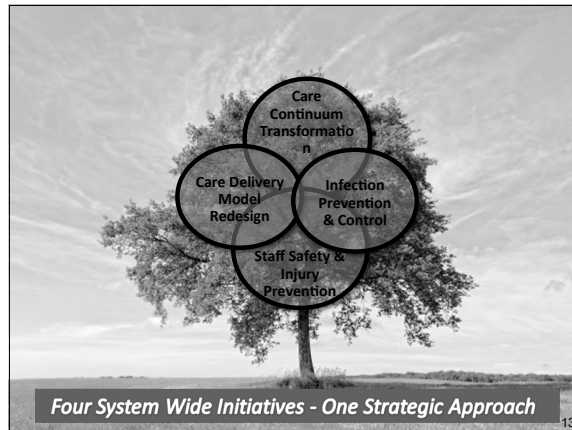 Care
Continuum
Transformatio
n
Care Delivery
Model
Redesign
Infection
Prevention
& Control
Staff Safety &
Injury
Prevention
Four System Wide Initiatives - One Strategic Approach
13